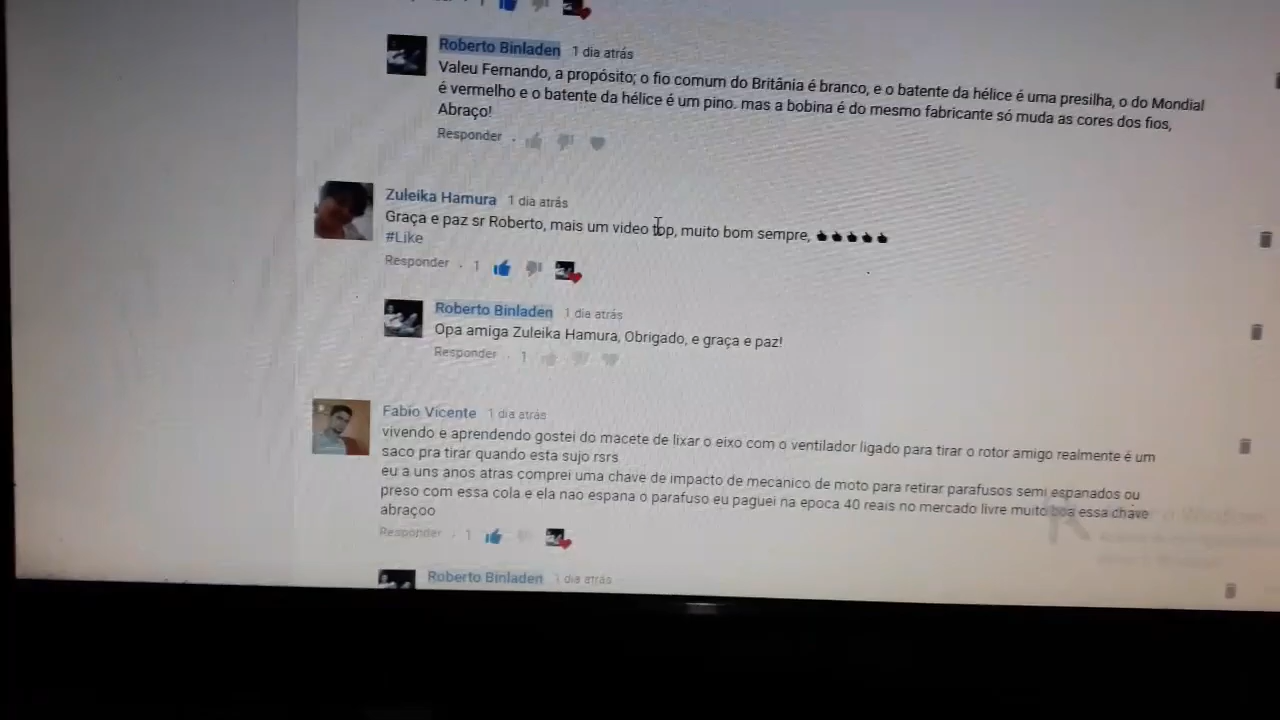 1
Roberto Binladen 1 dia atrás
Valeu Fernando, a propósito; o fio comum do Britânia é branco, e o batente da hélice é uma presilha, o do Mondial
é vermelho e o batente da hélice é um pino. mas a bobina é do mesmo fabricante só muda as cores dos fios,
Abraço!
Responder .
Zuleika Hamura 1 dia atrás
Graça e paz sr Roberto, mais um video top, muito bom sempre,
#Like
Responder . 1
Roberto Binladen 1 dia atrás
Opa amiga Zuleika Hamura, Obrigado, e graça e paz!
Responder . 1
Fabio Vicente 1 dia atrás
vivendo e aprendendo gostei do macete de lixar o eixo com o ventilador ligado para tirar o rotor amigo realmente é um
saco pra tirar quando esta sujo rsrs
eu a uns anos atras comprei uma chave de impacto de mecanico de moto para retirar parafusos semi espanados ou
preso com essa cola e ela nao espana o parafuso eu paguei na epoca 40 reais no mercado livre muito boa essa chave
abraçoo
Responder . 1
Roberto Binladen 1 dia atrás